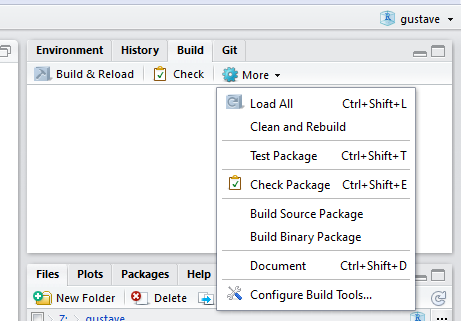 gustave
Environment History Build Git
Build & Reload Check More
Load All Ctrl+Shift+L
Clean and Rebuild
Test Package Ctrl+Shift+T
Check Package Ctrl+Shift+E
Build Source Package
Build Binary Package
Document Ctrl+Shift+D
Configure Build Tools...
Files Plots Packages Help
New Folder Delete
Z: gustave